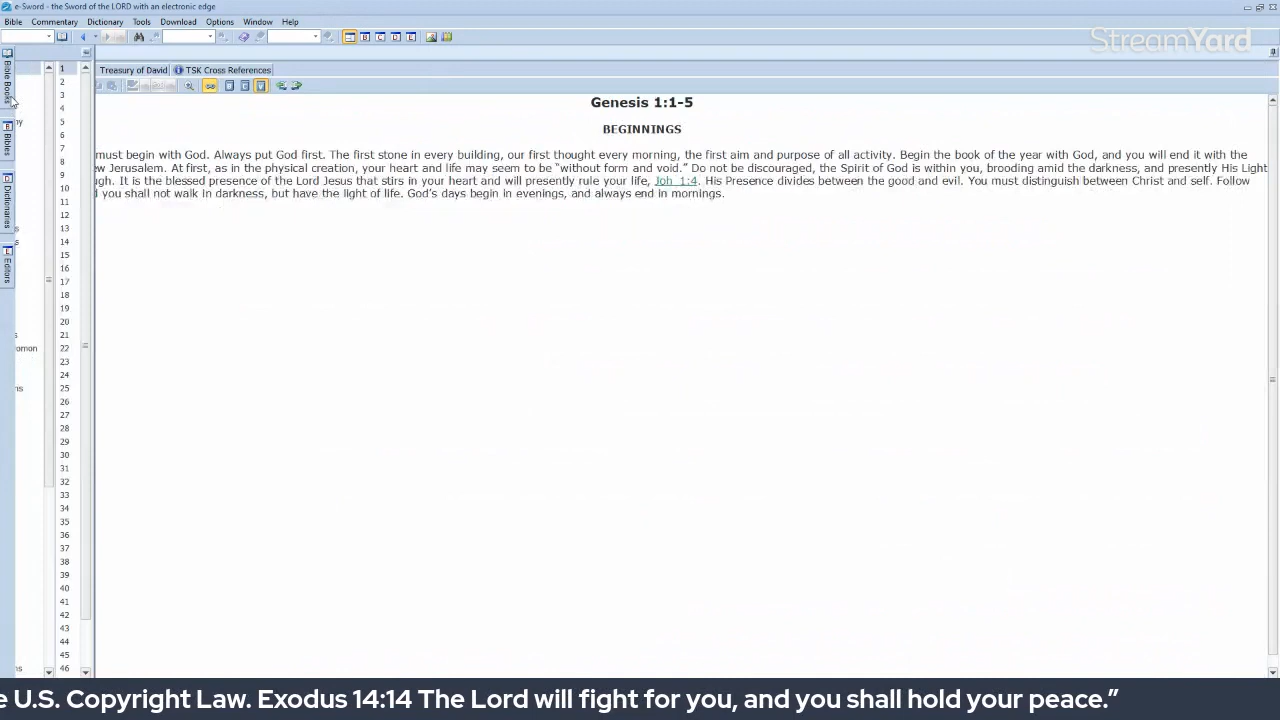 e-Sword - the Sword of the LORD with an electronic edge
Bible Commentary Dictionary Tools Download Options Window Help
StreamYard
Bible Books
Bibles
Dictionaries
Editors
ny
s
s
s
omon
ns
ns
1
2
3
4
5
6
7
8
9
10
11
12
13
14
15
16
17
18
19
20
21
22
23
24
25
26
27
28
29
30
31
32
33
34
35
36
37
38
39
40
41
42
43
44
45
46
Treasury of David TSK Cross References
Genesis 1:1-5
BEGINNINGS
must begin with God. Always put God first. The first stone in every building, our first thought every morning, the first aim and purpose of all activity. Begin the book of the year with God, and you will end it with the
ew Jerusalem. At first, as in the physical creation, your heart and life may seem to be “without form and void.” Do not be discouraged, the Spirit of God is within you, brooding amid the darkness, and presently His Light
ugh. It is the blessed presence of the Lord Jesus that stirs in your heart and will presently rule your life, Joh_1:4. His Presence divides between the good and evil. You must distinguish between Christ and self. Follow
you shall not walk in darkness, but have the light of life. God’s days begin in evenings, and always end in mornings.
e U.S. Copyright Law. Exodus 14:14 The Lord will fight for you, and you shall hold your peace.”